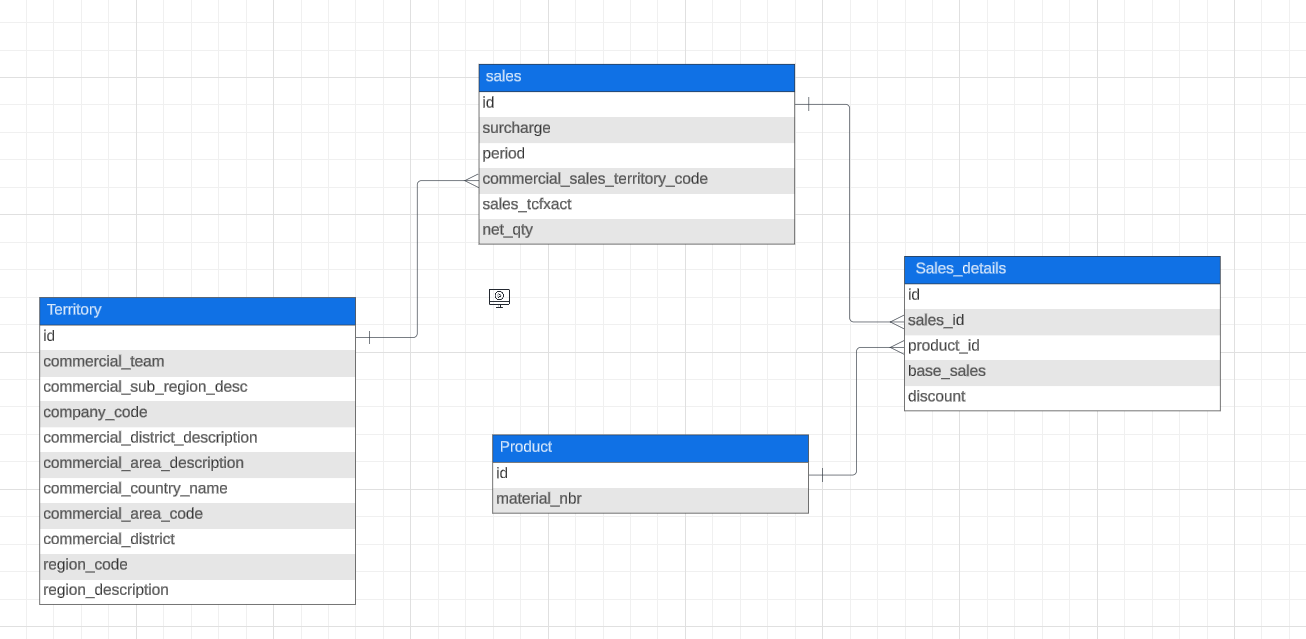 sales
id
surcharge
period
commercial_sales_territory_code
sales_tcfxact
net_qty
Sales_details
id
sales_id
product_id
base_sales
discount
Territory
id
commercial_team
commercial_sub_region_desc
company_code
commercial_district_description
commercial_area_description
commercial_country_name
commercial_area_code
commercial_district
region_code
region_description
Product
id
material_nbr